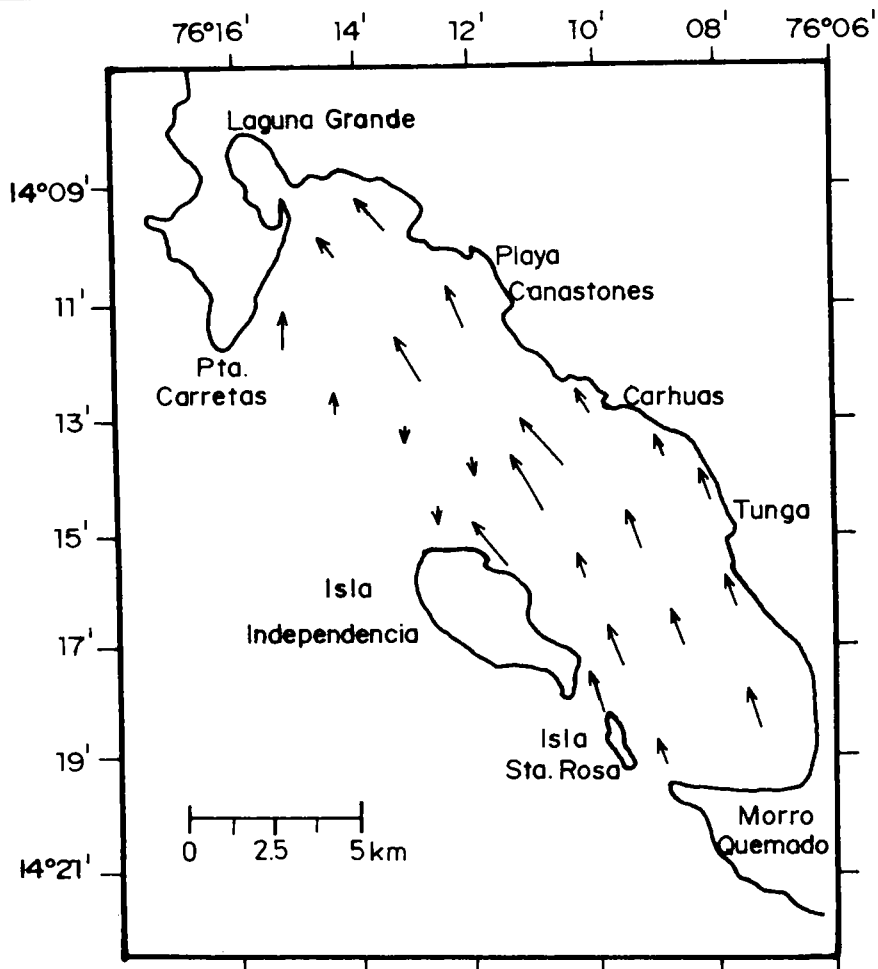 76°16' 14' 12' 10' 08' 76°06'
Laguna Grande
14°09'
Playa
Canastones
11'
Pta.
Carretas
Carhuas
13'
Tunga
15'
Isla
Independencia
17'
Isla
Sta. Rosa
19'
Morro
Quemado
0 2.5 5 km
14°21'